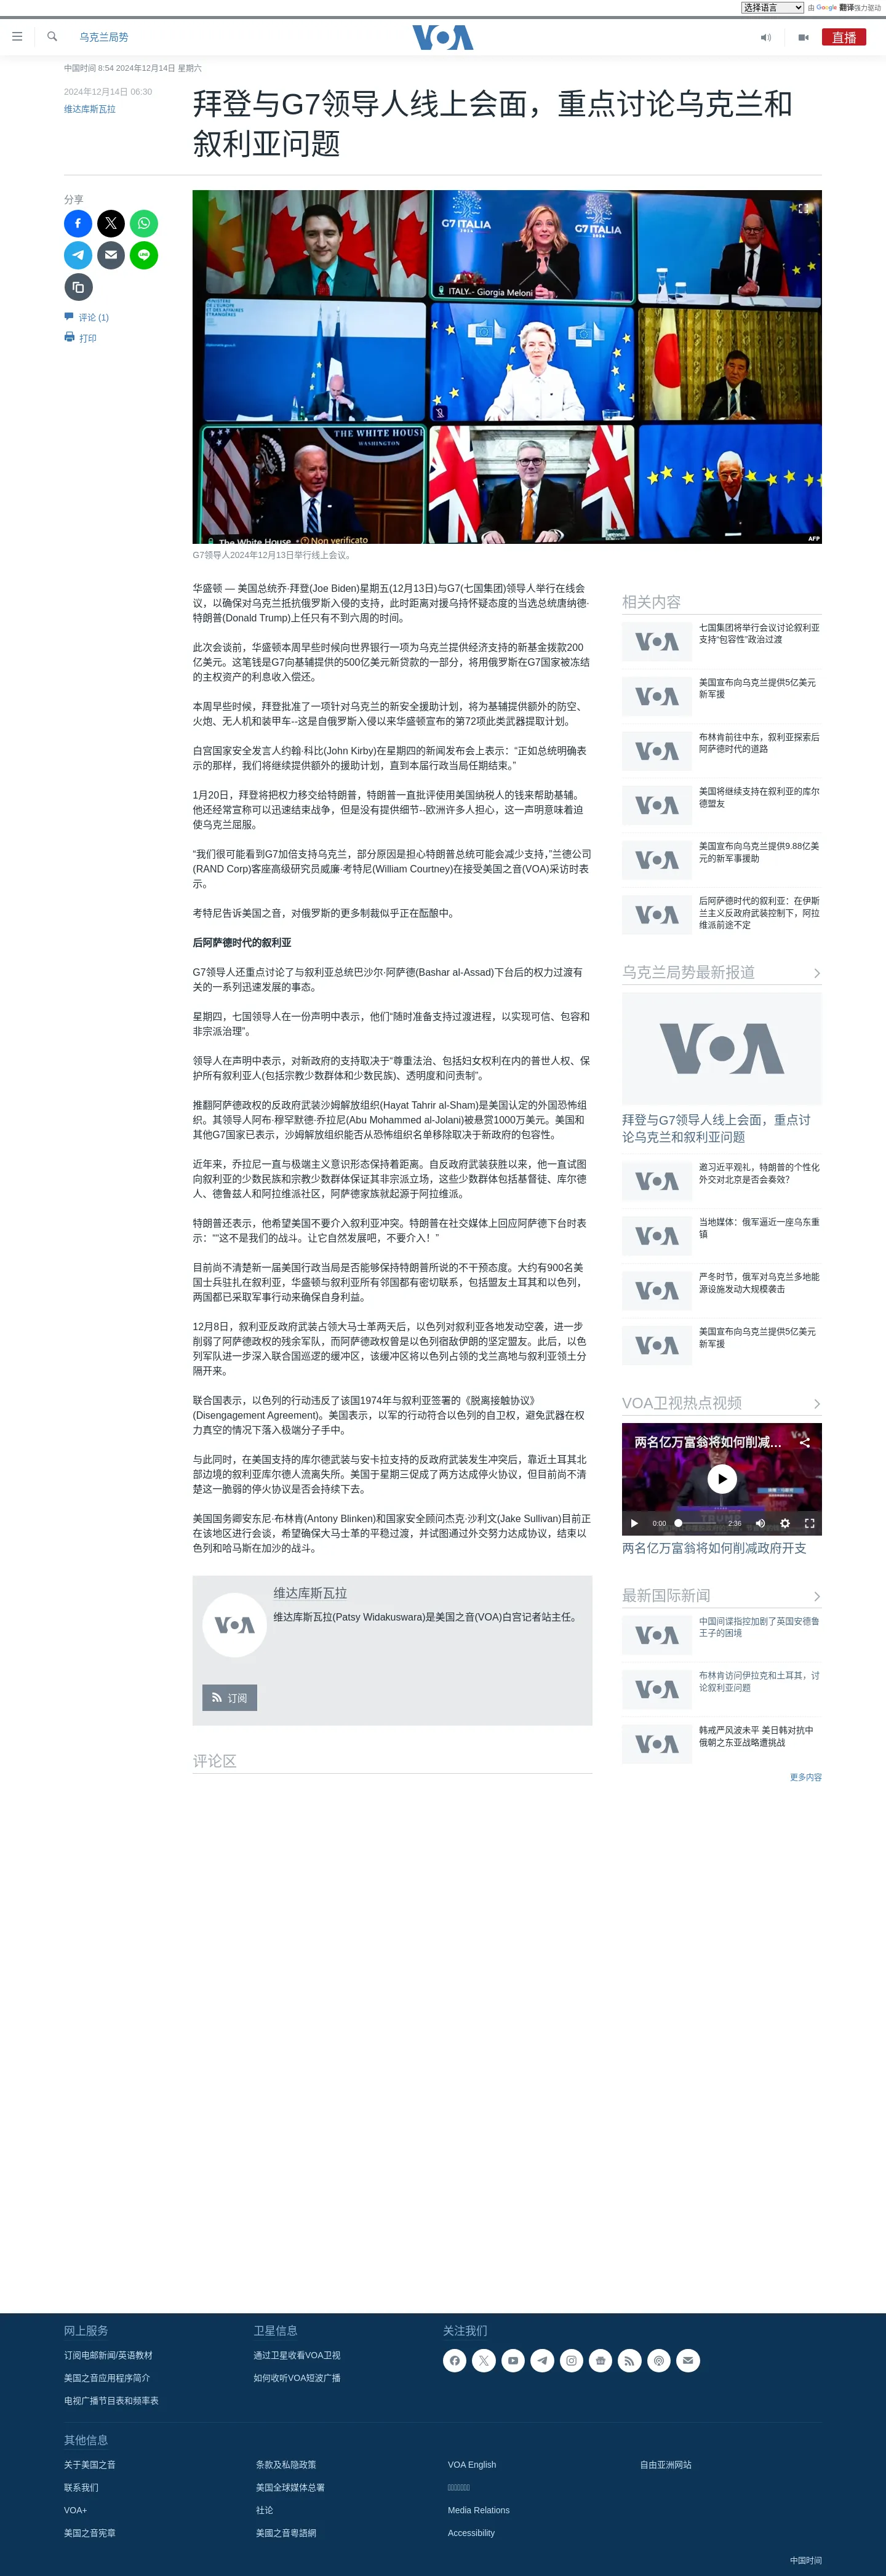 选择语言 由 Google 翻译强力驱动
乌克兰局势
VOA
直播
中国时间 8:54 2024年12月14日 星期六
2024年12月14日 06:30
维达库斯瓦拉
拜登与G7领导人线上会面，重点讨论乌克兰和
叙利亚问题
分享
评论 (1)
打印
G7 ITALIA
2024
G7 ITALIA
2024
ITALY - Giorgia Meloni
THE WHITE HOUSE
WASHINGTON
The White House
Non verificato
AFP
G7领导人2024年12月13日举行线上会议。
华盛顿 — 美国总统乔·拜登(Joe Biden)星期五(12月13日)与G7(七国集团)领导人举行在线会
议，以确保对乌克兰抵抗俄罗斯入侵的支持，此时距离对援乌持怀疑态度的当选总统唐纳德·
特朗普(Donald Trump)上任只有不到六周的时间。
此次会谈前，华盛顿本周早些时候向世界银行一项为乌克兰提供经济支持的新基金拨款200
亿美元。这笔钱是G7向基辅提供的500亿美元新贷款的一部分，将用俄罗斯在G7国家被冻结
的主权资产的利息收入偿还。
本周早些时候，拜登批准了一项针对乌克兰的新安全援助计划，将为基辅提供额外的防空、
火炮、无人机和装甲车--这是自俄罗斯入侵以来华盛顿宣布的第72项此类武器提取计划。
白宫国家安全发言人约翰·科比(John Kirby)在星期四的新闻发布会上表示：“正如总统明确表
示的那样，我们将继续提供额外的援助计划，直到本届行政当局任期结束。”
1月20日，拜登将把权力移交给特朗普，特朗普一直批评使用美国纳税人的钱来帮助基辅。
他还经常宣称可以迅速结束战争，但是没有提供细节--欧洲许多人担心，这一声明意味着迫
使乌克兰屈服。
“我们很可能看到G7加倍支持乌克兰，部分原因是担心特朗普总统可能会减少支持，”兰德公司
(RAND Corp)客座高级研究员威廉·考特尼(William Courtney)在接受美国之音(VOA)采访时表
示。
考特尼告诉美国之音，对俄罗斯的更多制裁似乎正在酝酿中。
后阿萨德时代的叙利亚
G7领导人还重点讨论了与叙利亚总统巴沙尔·阿萨德(Bashar al-Assad)下台后的权力过渡有
关的一系列迅速发展的事态。
星期四，七国领导人在一份声明中表示，他们“随时准备支持过渡进程，以实现可信、包容和
非宗派治理”。
领导人在声明中表示，对新政府的支持取决于“尊重法治、包括妇女权利在内的普世人权、保
护所有叙利亚人(包括宗教少数群体和少数民族)、透明度和问责制”。
推翻阿萨德政权的反政府武装沙姆解放组织(Hayat Tahrir al-Sham)是美国认定的外国恐怖组
织。其领导人阿布·穆罕默德·乔拉尼(Abu Mohammed al-Jolani)被悬赏1000万美元。美国和
其他G7国家已表示，沙姆解放组织能否从恐怖组织名单移除取决于新政府的包容性。
近年来，乔拉尼一直与极端主义意识形态保持着距离。自反政府武装获胜以来，他一直试图
向叙利亚的少数民族和宗教少数群体保证其非宗派立场，这些少数群体包括基督徒、库尔德
人、德鲁兹人和阿拉维派社区，阿萨德家族就起源于阿拉维派。
特朗普还表示，他希望美国不要介入叙利亚冲突。特朗普在社交媒体上回应阿萨德下台时表
示：“"这不是我们的战斗。让它自然发展吧，不要介入！”
目前尚不清楚新一届美国行政当局是否能够保持特朗普所说的不干预态度。大约有900名美
国士兵驻扎在叙利亚，华盛顿与叙利亚所有邻国都有密切联系，包括盟友土耳其和以色列，
两国都已采取军事行动来确保自身利益。
12月8日，叙利亚反政府武装占领大马士革两天后，以色列对叙利亚各地发动空袭，进一步
削弱了阿萨德政权的残余军队，而阿萨德政权曾是以色列宿敌伊朗的坚定盟友。此后，以色
列军队进一步深入联合国巡逻的缓冲区，该缓冲区将以色列占领的戈兰高地与叙利亚领土分
隔开来。
联合国表示，以色列的行动违反了该国1974年与叙利亚签署的《脱离接触协议》
(Disengagement Agreement)。美国表示，以军的行动符合以色列的自卫权，避免武器在权
力真空的情况下落入极端分子手中。
与此同时，在美国支持的库尔德武装与安卡拉支持的反政府武装发生冲突后，靠近土耳其北
部边境的叙利亚库尔德人流离失所。美国于星期三促成了两方达成停火协议，但目前尚不清
楚这一脆弱的停火协议是否会持续下去。
美国国务卿安东尼·布林肯(Antony Blinken)和国家安全顾问杰克·沙利文(Jake Sullivan)目前正
在该地区进行会谈，希望确保大马士革的平稳过渡，并试图通过外交努力达成协议，结束以
色列和哈马斯在加沙的战斗。
VOA
维达库斯瓦拉
维达库斯瓦拉(Patsy Widakuswara)是美国之音(VOA)白宫记者站主任。
订阅
评论区
相关内容
VOA
七国集团将举行会议讨论叙利亚
支持“包容性”政治过渡
VOA
美国宣布向乌克兰提供5亿美元
新军援
VOA
布林肯前往中东，叙利亚探索后
阿萨德时代的道路
VOA
美国将继续支持在叙利亚的库尔
德盟友
VOA
美国宣布向乌克兰提供9.88亿美
元的新军事援助
VOA
后阿萨德时代的叙利亚：在伊斯
兰主义反政府武装控制下，阿拉
维派前途不定
乌克兰局势最新报道
VOA
拜登与G7领导人线上会面，重点讨
论乌克兰和叙利亚问题
VOA
邀习近平观礼，特朗普的个性化
外交对北京是否会奏效？
VOA
当地媒体：俄军逼近一座乌东重
镇
VOA
严冬时节，俄军对乌克兰多地能
源设施发动大规模袭击
VOA
美国宣布向乌克兰提供5亿美元
新军援
VOA卫视热点视频
两名亿万富翁将如何削减…
VOA
TRUMP
0:00
2:36
两名亿万富翁将如何削减政府开支
最新国际新闻
VOA
中国间谍指控加剧了英国安德鲁
王子的困境
VOA
布林肯访问伊拉克和土耳其，讨
论叙利亚问题
VOA
韩戒严风波未平 美日韩对抗中
俄朝之东亚战略遭挑战
更多内容
网上服务
订阅电邮新闻/英语教材
美国之音应用程序简介
电视广播节目表和频率表
卫星信息
通过卫星收看VOA卫视
如何收听VOA短波广播
关注我们
其他信息
关于美国之音
联系我们
VOA+
美国之音宪章
条款及私隐政策
美国全球媒体总署
社论
美國之音粵語網
VOA English
Media Relations
Accessibility
自由亚洲网站
中国时间